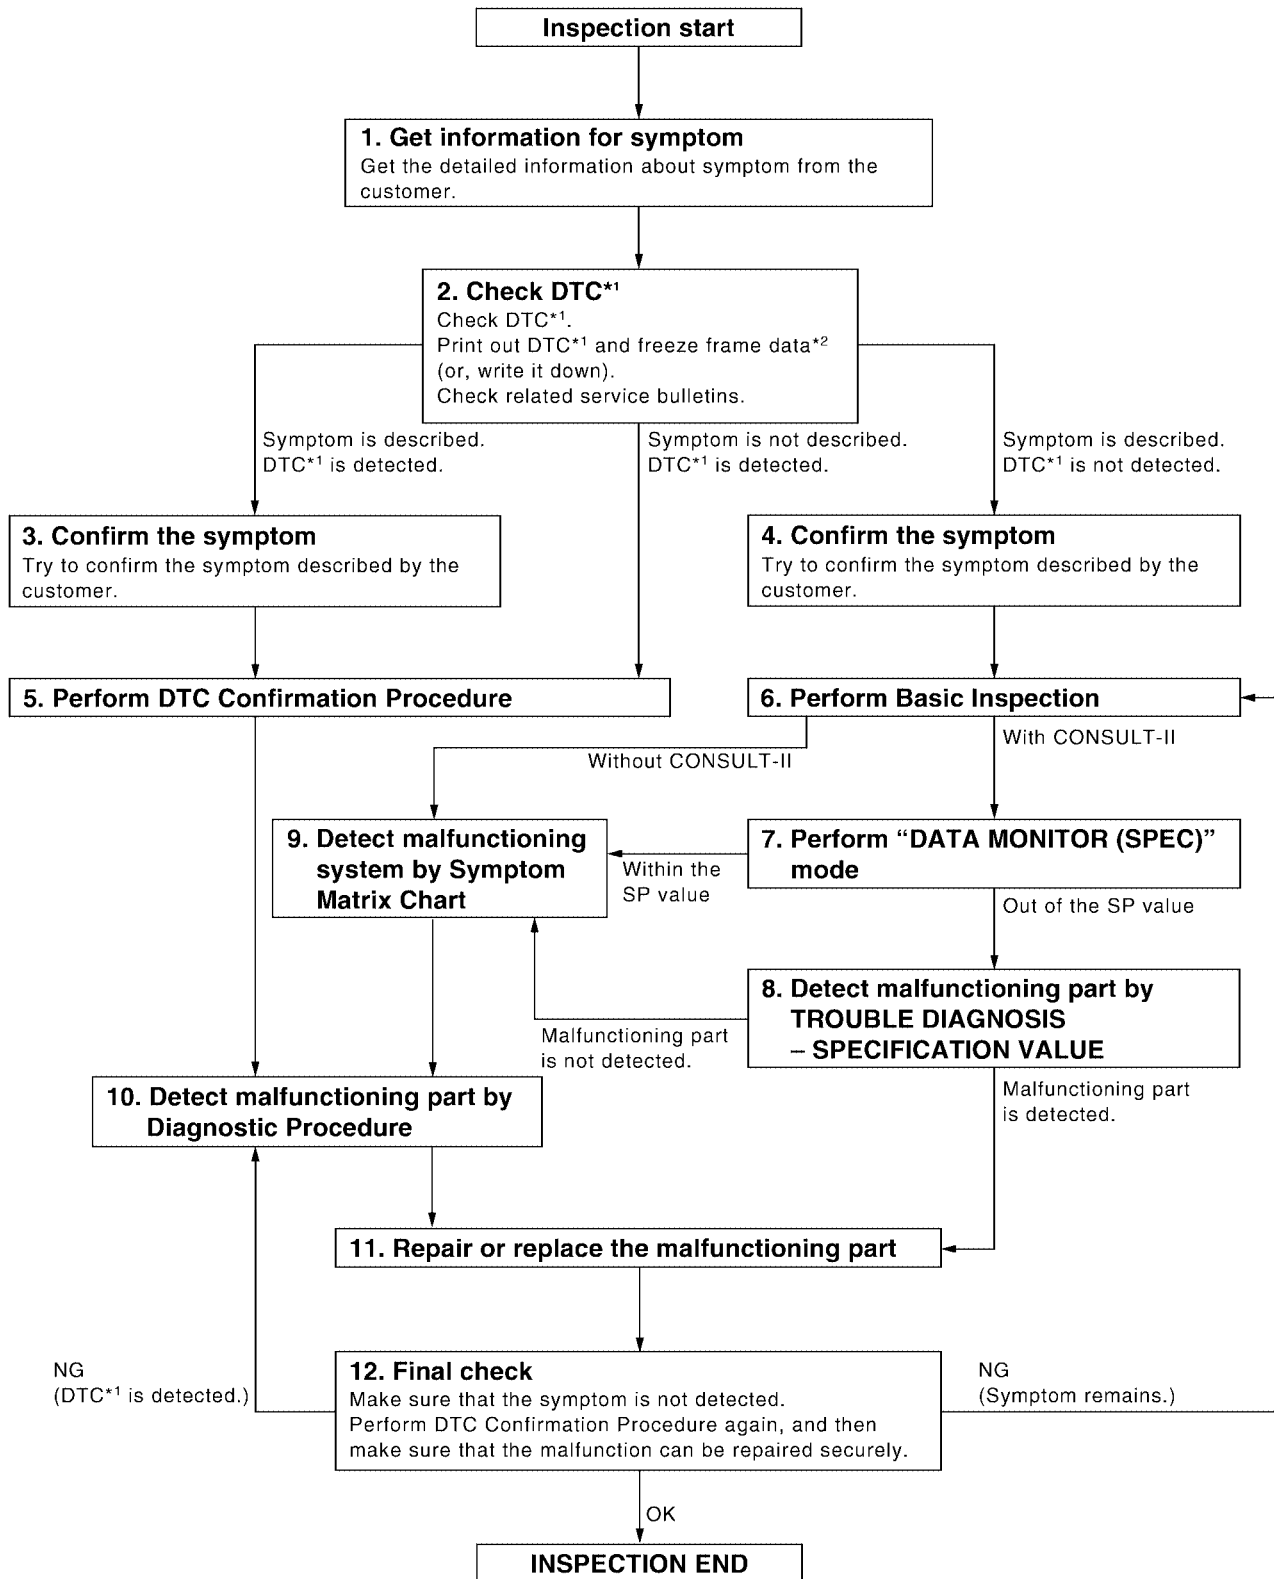 Inspection start
1. Get information for symptom
Get the detailed information about symptom from the
customer.
2. Check DTC*1
Check DTC*1.
Print out DTC*1 and freeze frame data*2
(or, write it down).
Check related service bulletins.
Symptom is described.
DTC*1 is detected.
Symptom is not described.
DTC*1 is detected.
Symptom is described.
DTC*1 is not detected.
3. Confirm the symptom
Try to confirm the symptom described by the
customer.
4. Confirm the symptom
Try to confirm the symptom described by the
customer.
5. Perform DTC Confirmation Procedure
6. Perform Basic Inspection
Without CONSULT-II
With CONSULT-II
9. Detect malfunctioning
system by Symptom
Matrix Chart
Within the
SP value
7. Perform “DATA MONITOR (SPEC)”
mode
Out of the SP value
8. Detect malfunctioning part by
TROUBLE DIAGNOSIS
– SPECIFICATION VALUE
Malfunctioning part
is not detected.
Malfunctioning part
is detected.
10. Detect malfunctioning part by
Diagnostic Procedure
11. Repair or replace the malfunctioning part
NG
(DTC*1 is detected.)
12. Final check
Make sure that the symptom is not detected.
Perform DTC Confirmation Procedure again, and then
make sure that the malfunction can be repaired securely.
NG
(Symptom remains.)
OK
INSPECTION END